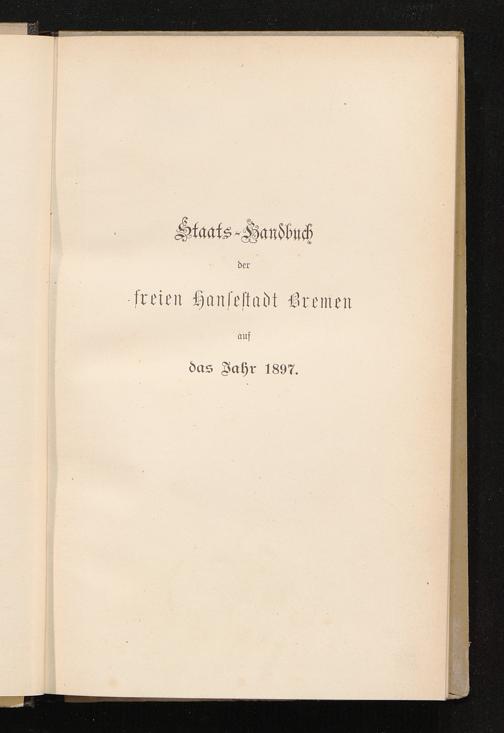 Staats-Handbuch
der
freien Hansestadt Bremen
auf
das Jahr 1897.